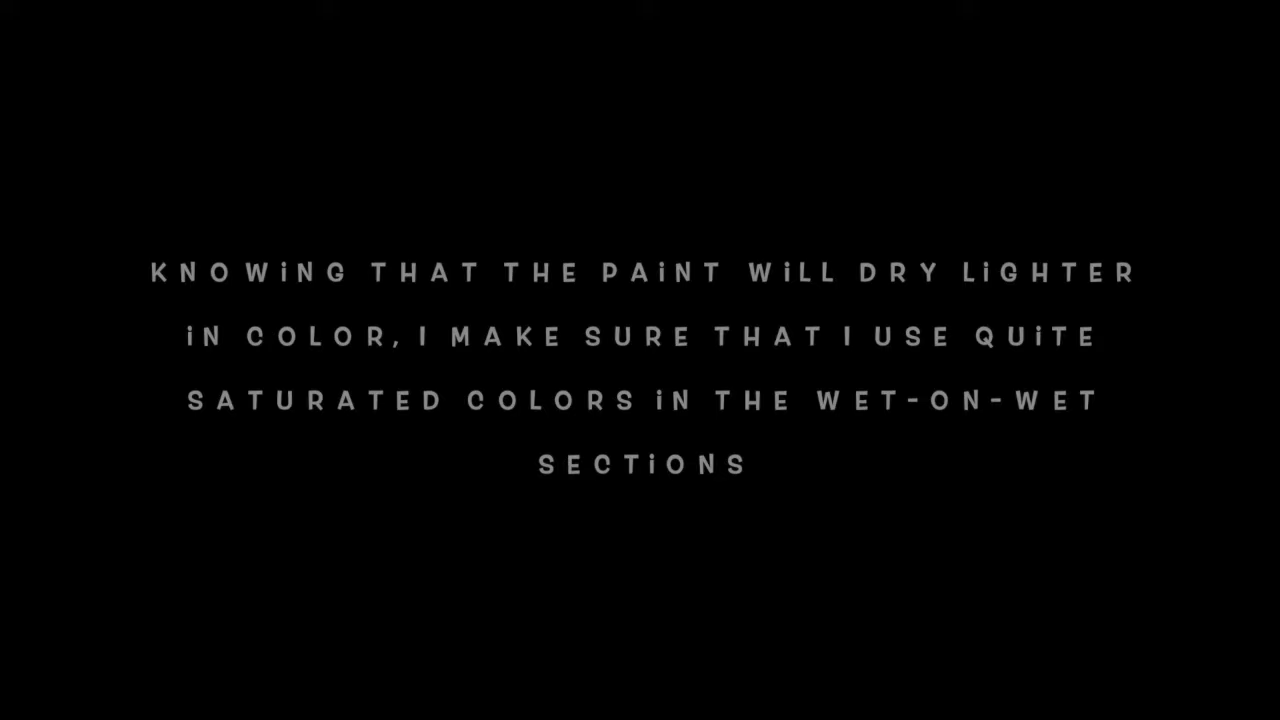 KNOWiNG THAT THE PAiNT WiLL DRY LiGHTER
iN COLOR, I MAKE SURE THAT I USE QUiTE
SATURATED COLORS iN THE WET-ON-WET
SECTiONS